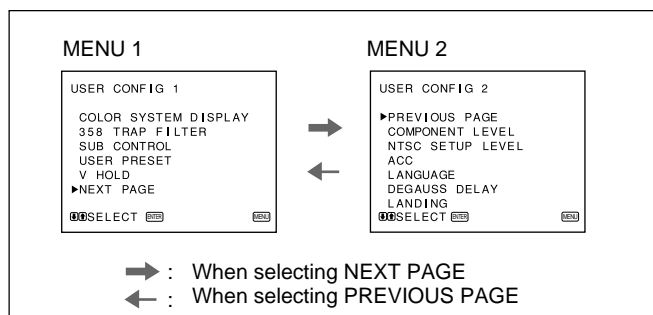 MENU 1
USER CONFIG 1
COLOR SYSTEM DISPLAY
358 TRAP FILTER
SUB CONTROL
USER PRESET
V HOLD
▶NEXT PAGE
SELECT ENTER MENU
MENU 2
USER CONFIG 2
▶PREVIOUS PAGE
COMPONENT LEVEL
NTSC SETUP LEVEL
ACC
LANGUAGE
DEGAUSS DELAY
LANDING
SELECT ENTER MENU
➡ : When selecting NEXT PAGE
← : When selecting PREVIOUS PAGE